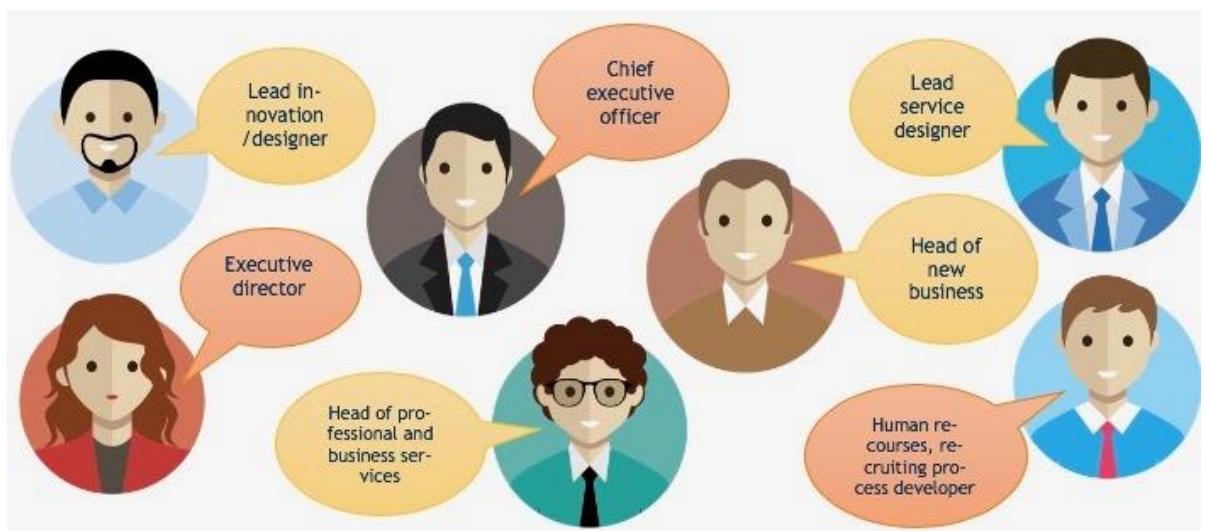 Lead in-
novation
/designer
Chief
executive
officer
Lead
service
designer
Executive
director
Head of
new
business
Head of pro-
fessional and
business ser-
vices
Human re-
courses, re-
cruiting pro-
cess developer